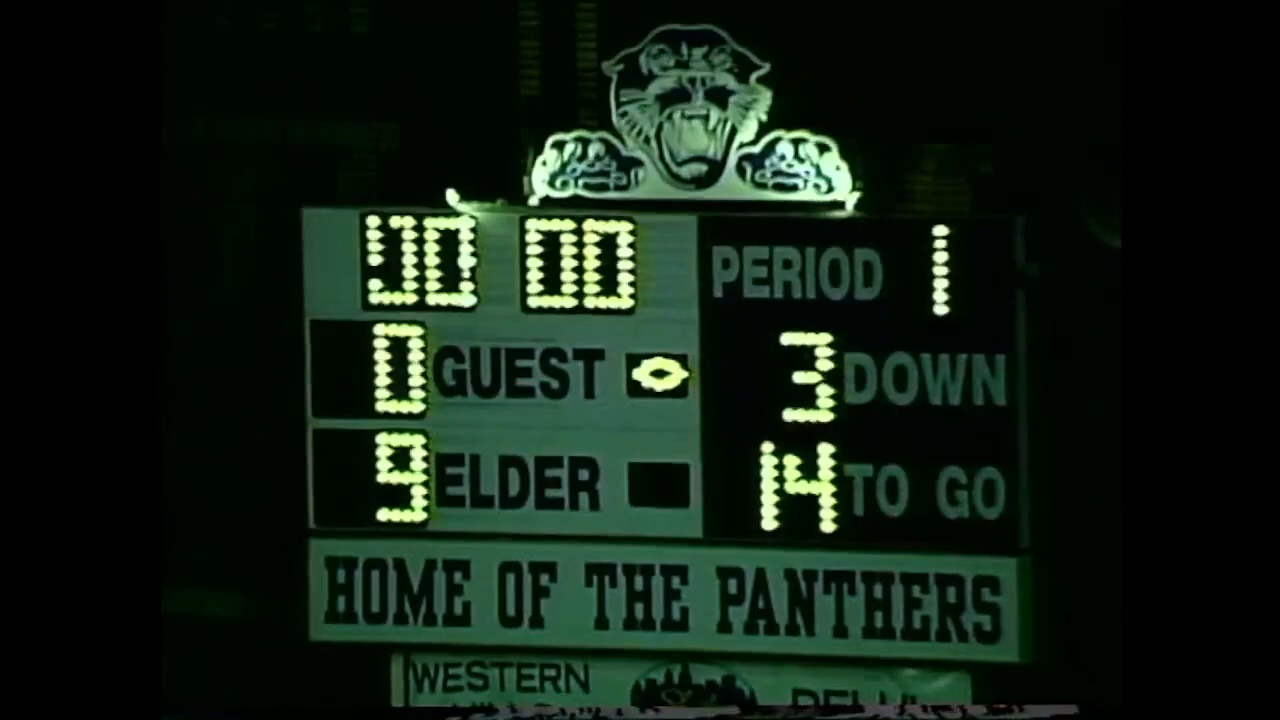 00 00 PERIOD 1
0 GUEST 3 DOWN
9 ELDER 14 TO GO
HOME OF THE PANTHERS
WESTERN